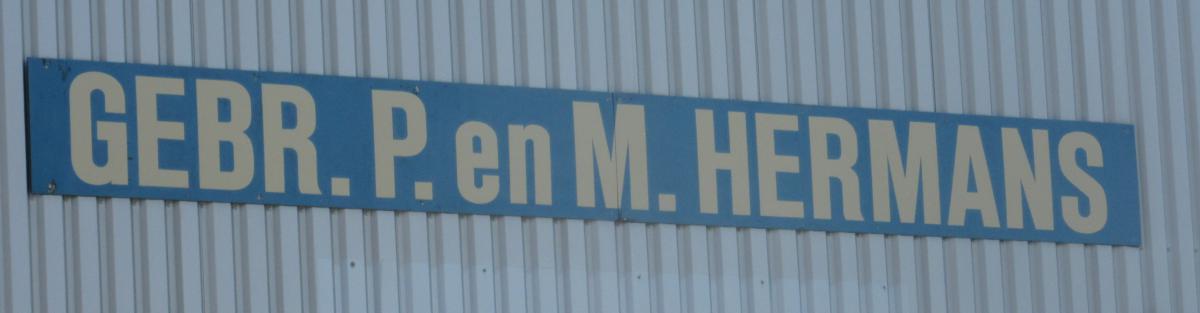 GEBR. P. en M. HERMANS